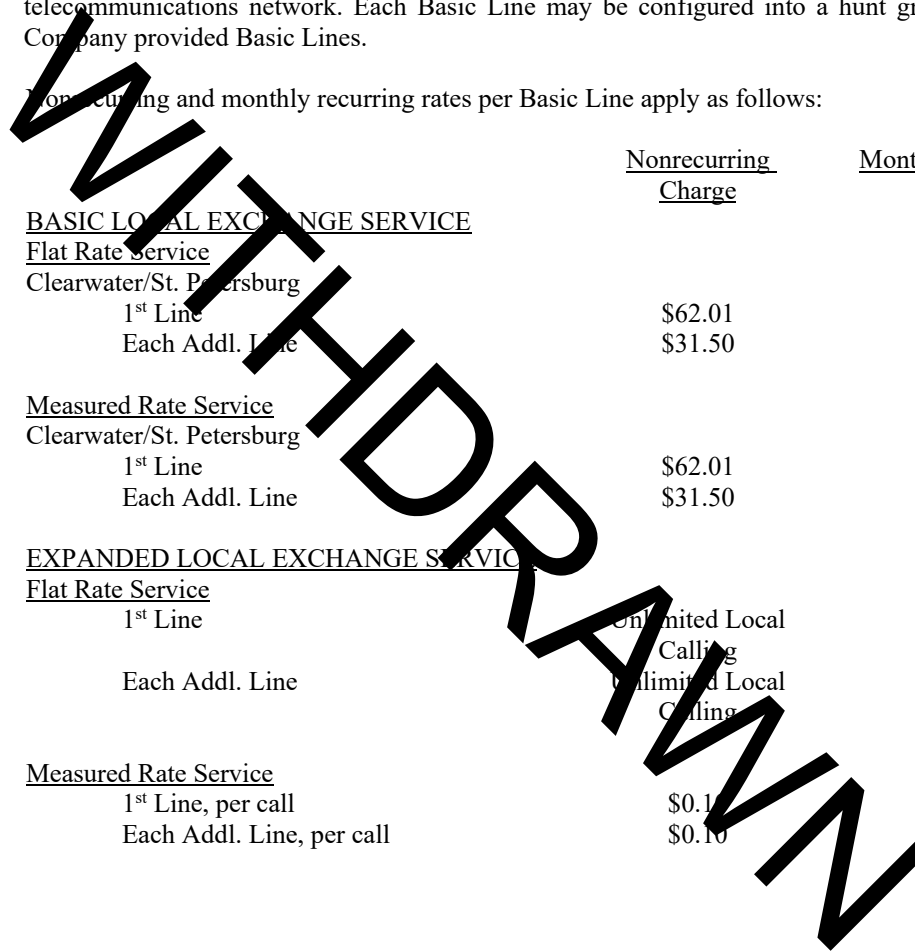 telecommunications network. Each Basic Line may be configured into a hunt
Company provided Basic Lines.
Nonrecurring and monthly recurring rates per Basic Line apply as follows:
Nonrecurring
Charge
BASIC LOCAL EXCHANGE SERVICE
Flat Rate Service
Clearwater/St. Petersburg
1st Line $62.01
Each Addl. Line $31.50
Measured Rate Service
Clearwater/St. Petersburg
1st Line $62.01
Each Addl. Line $31.50
EXPANDED LOCAL EXCHANGE SERVICE
Flat Rate Service
1st Line Unlimited Local
Calling
Each Addl. Line Unlimited Local
Calling
Measured Rate Service
1st Line, per call $0.10
Each Addl. Line, per call $0.10
WITHDRAWN